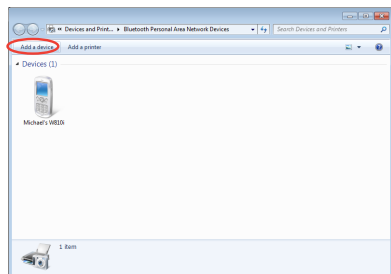 « Devices and Print... ▸ Bluetooth Personal Area Network Devices
Search Devices and Printers
Add a device
Add a printer
Devices (1)
Michael's W810i
1 item